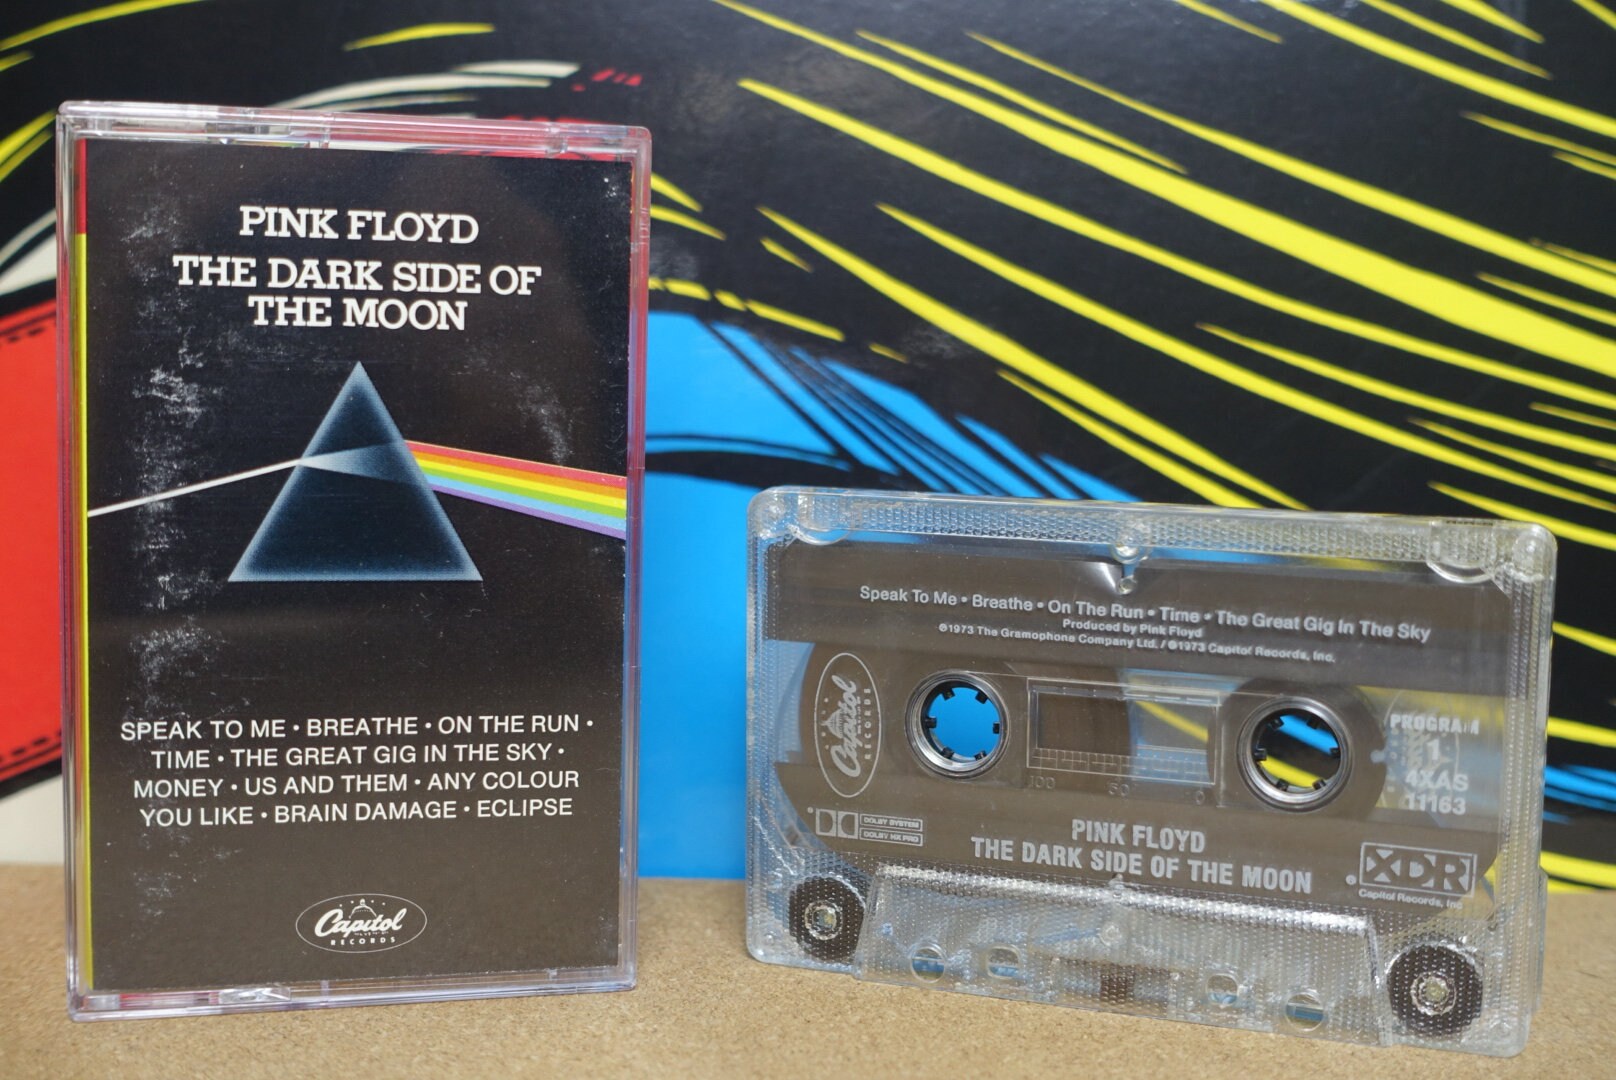 PINK FLOYD
THE DARK SIDE OF
THE MOON
SPEAK TO ME • BREATHE • ON THE RUN •
TIME • THE GREAT GIG IN THE SKY •
MONEY • US AND THEM • ANY COLOUR
YOU LIKE • BRAIN DAMAGE • ECLIPSE
Capitol
RECORDS
Speak To Me • Breathe • On The Run • Time • The Great Gig In The Sky
Produced by Pink Floyd
℗1973 The Gramophone Company Ltd. / ©1973 Capitol Records, Inc.
Capitol
RECORDS
PROGRAM
1
4XAS
11163
100 50 0
DOLBY SYSTEM
DOLBY HX PRO
PINK FLOYD
THE DARK SIDE OF THE MOON
XDR
Capitol Records, Inc.